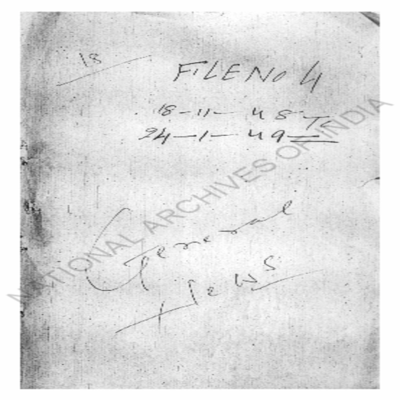 18
FILE NO 4
18-11-48 To
24-1-49
General
News
NATIONAL ARCHIVES OF INDIA